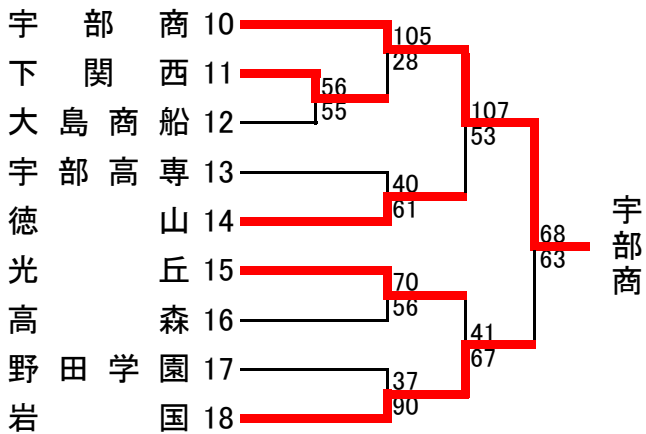 宇部商 10
下関西 11
大島商船 12
宇部高専 13
徳山 14
光丘 15
高森 16
野田学園 17
岩国 18
56
55
105
28
40
61
70
56
37
90
107
53
41
67
68
63
宇部商